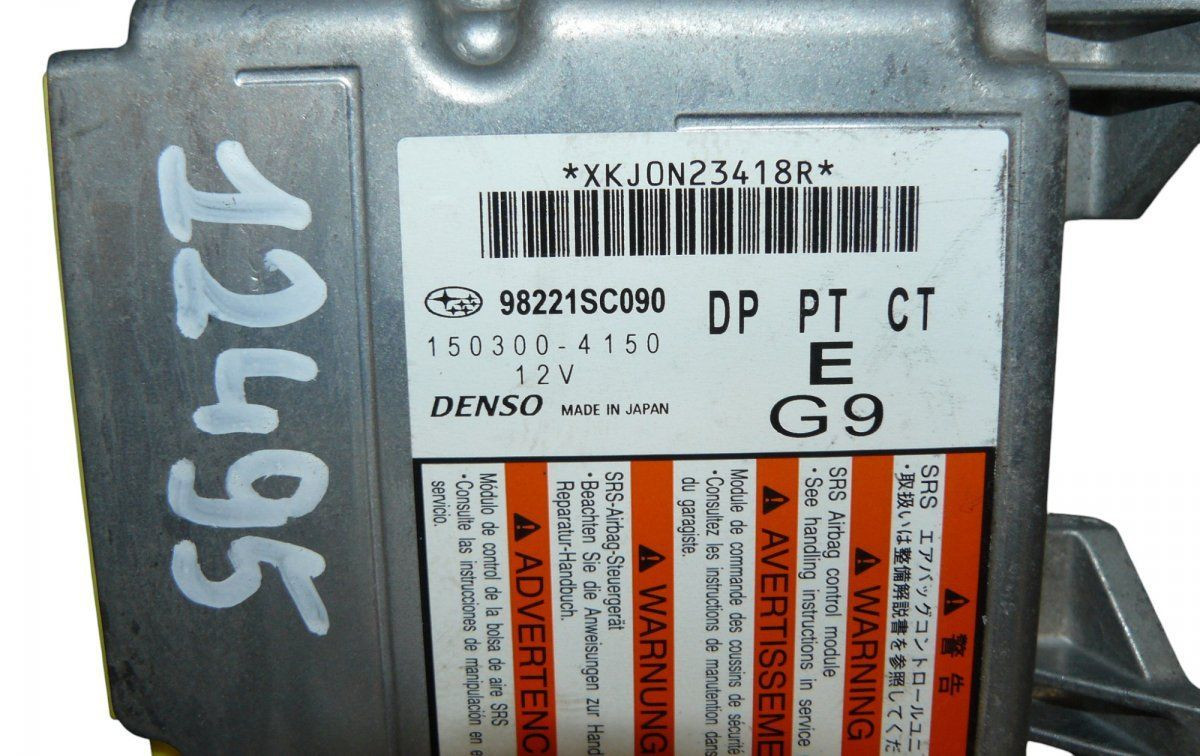 12495
*XKJ0N23418R*
98221SC090
DP PT CT
150300-4150
E
12V
G9
DENSO MADE IN JAPAN
警告
SRS エアバッグコントロールユニ
・取扱いは整備解説書を参照してくだ
WARNING
SRS Airbag control module
・See handling instructions in service
AVERTISSEME
Module de commande des coussins de sécurité
・Consultez les instructions de manutention dans
du garagiste.
WARNUNG
SRS-Airbag-Steuergerät
・Beachten Sie die Anweisungen zur Hand
Reparatur-Handbuch.
ADVERTENC
Módulo de control de la bolsa de aire SRS
・Consulte las instrucciones de manipulación en e
servicio.